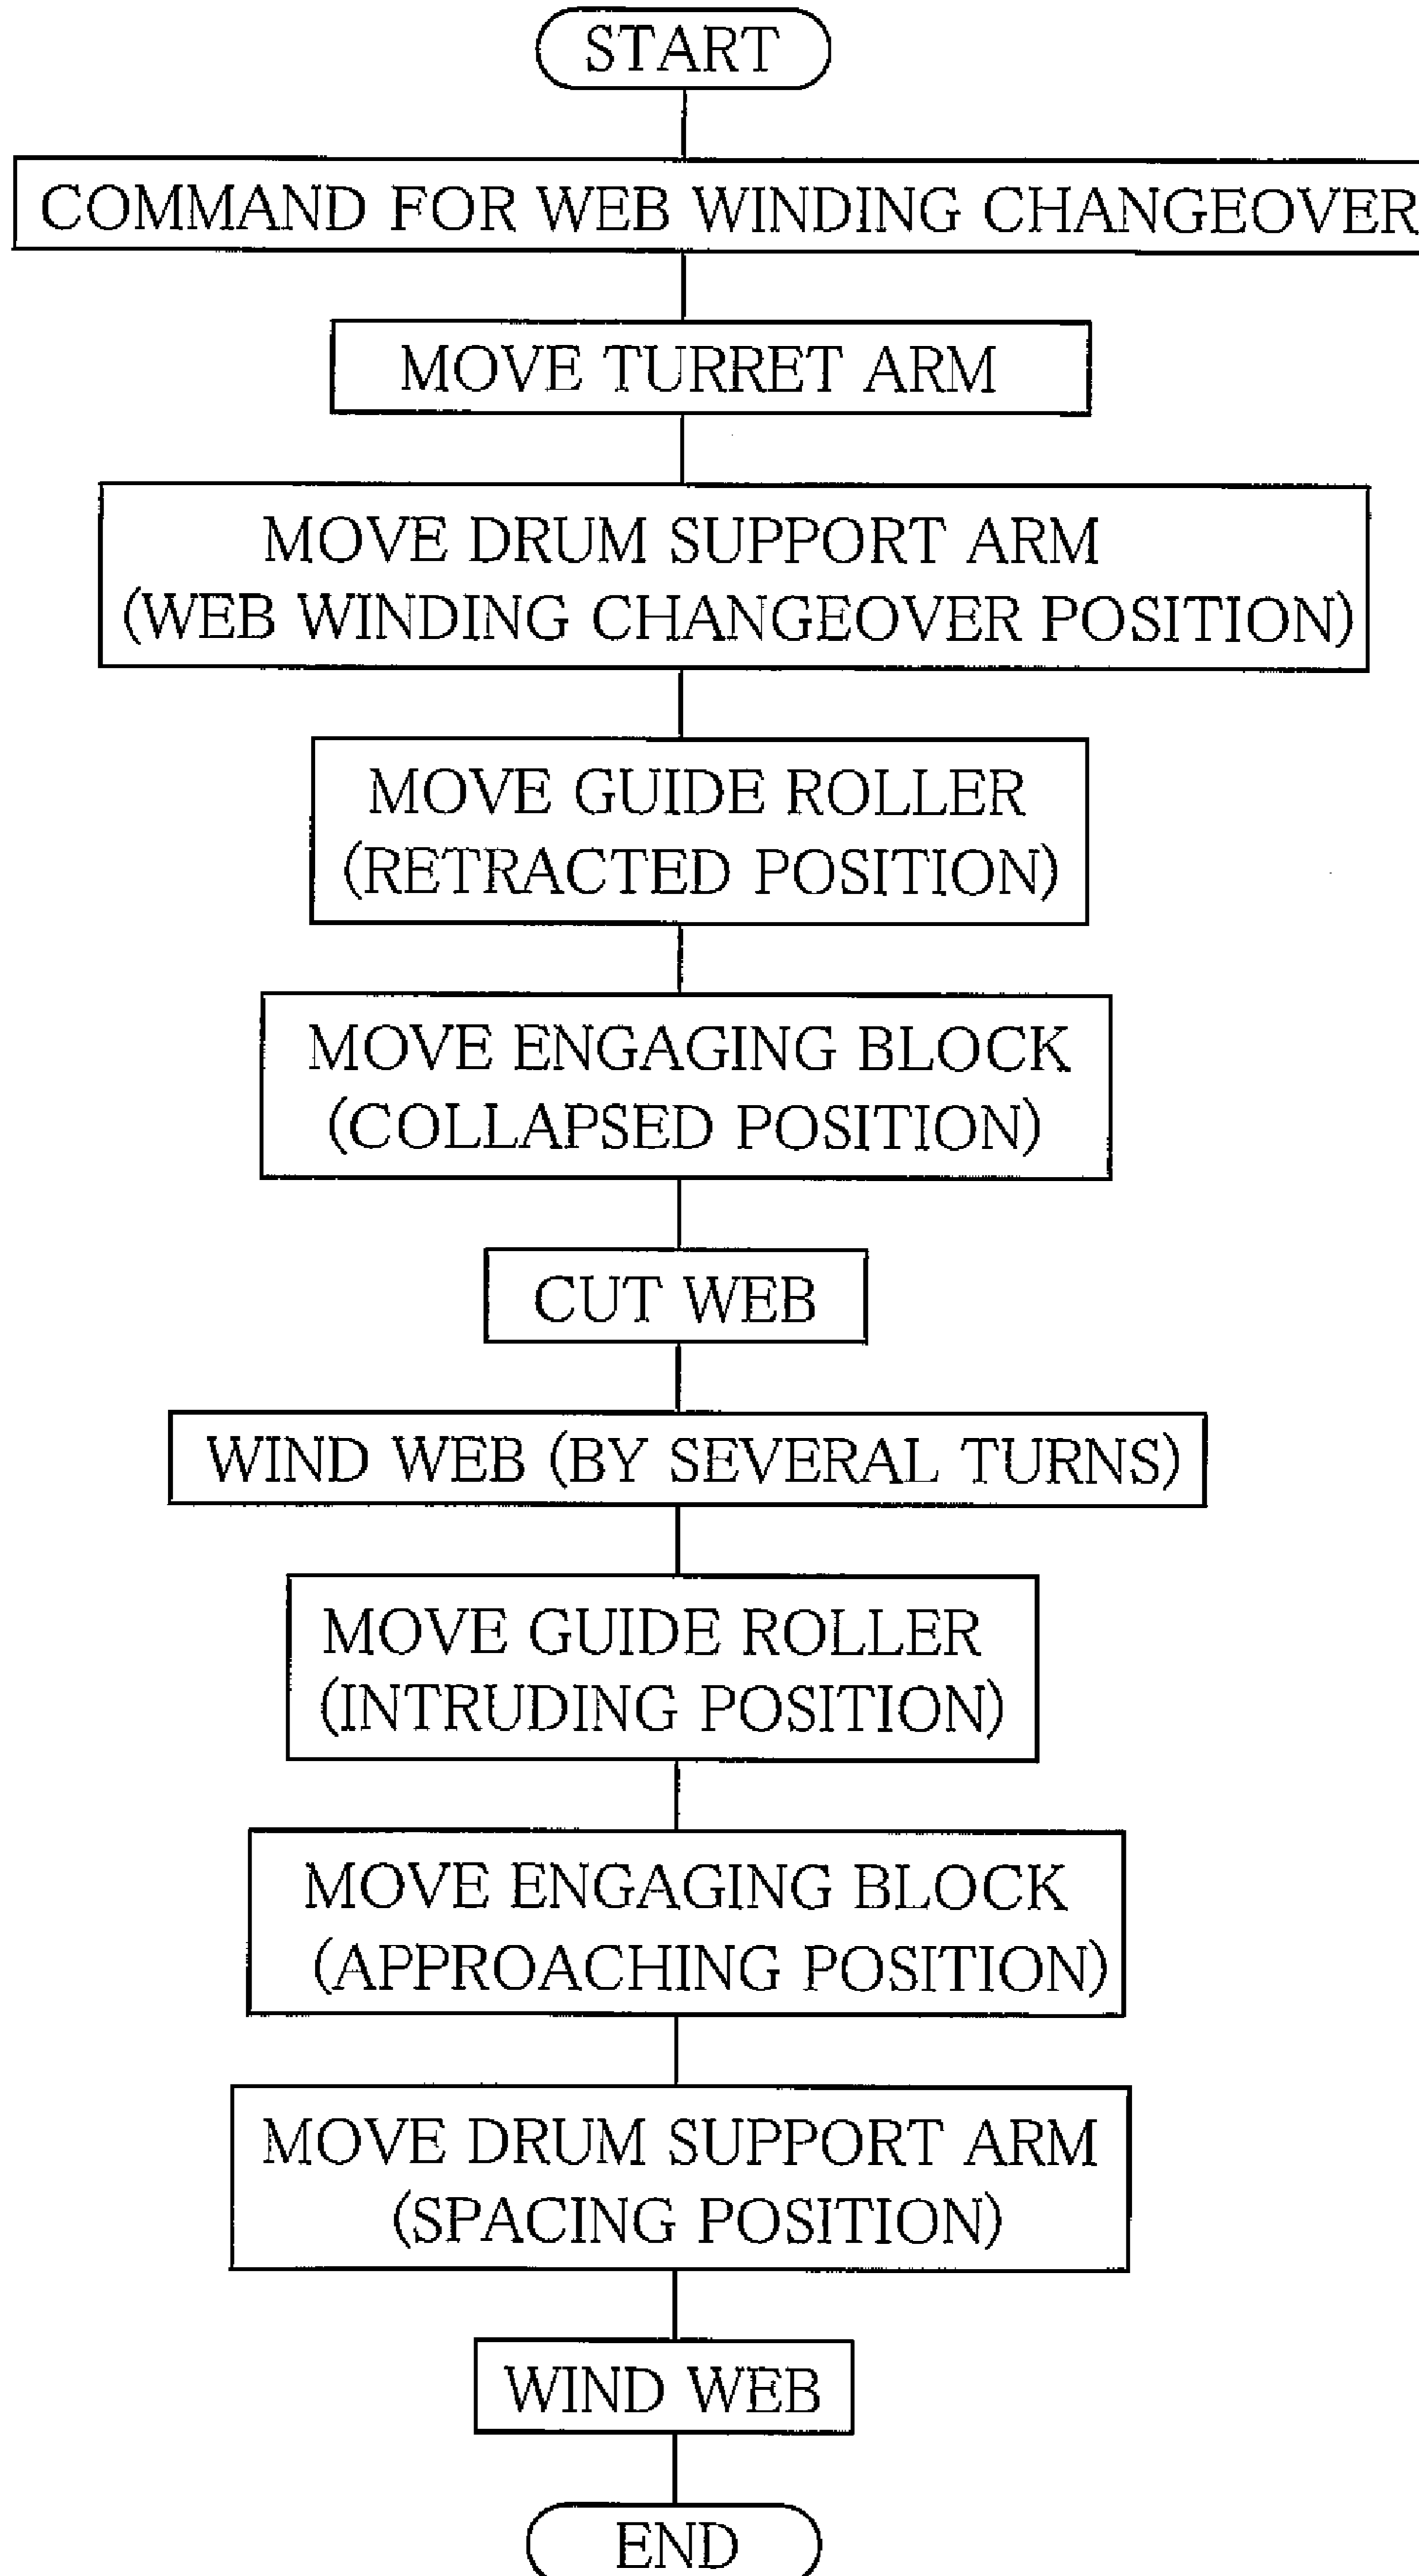 START
COMMAND FOR WEB WINDING CHANGEOVER
MOVE TURRET ARM
MOVE DRUM SUPPORT ARM
(WEB WINDING CHANGEOVER POSITION)
MOVE GUIDE ROLLER
(RETRACTED POSITION)
MOVE ENGAGING BLOCK
(COLLAPSED POSITION)
CUT WEB
WIND WEB (BY SEVERAL TURNS)
MOVE GUIDE ROLLER
(INTRUDING POSITION)
MOVE ENGAGING BLOCK
(APPROACHING POSITION)
MOVE DRUM SUPPORT ARM
(SPACING POSITION)
WIND WEB
END